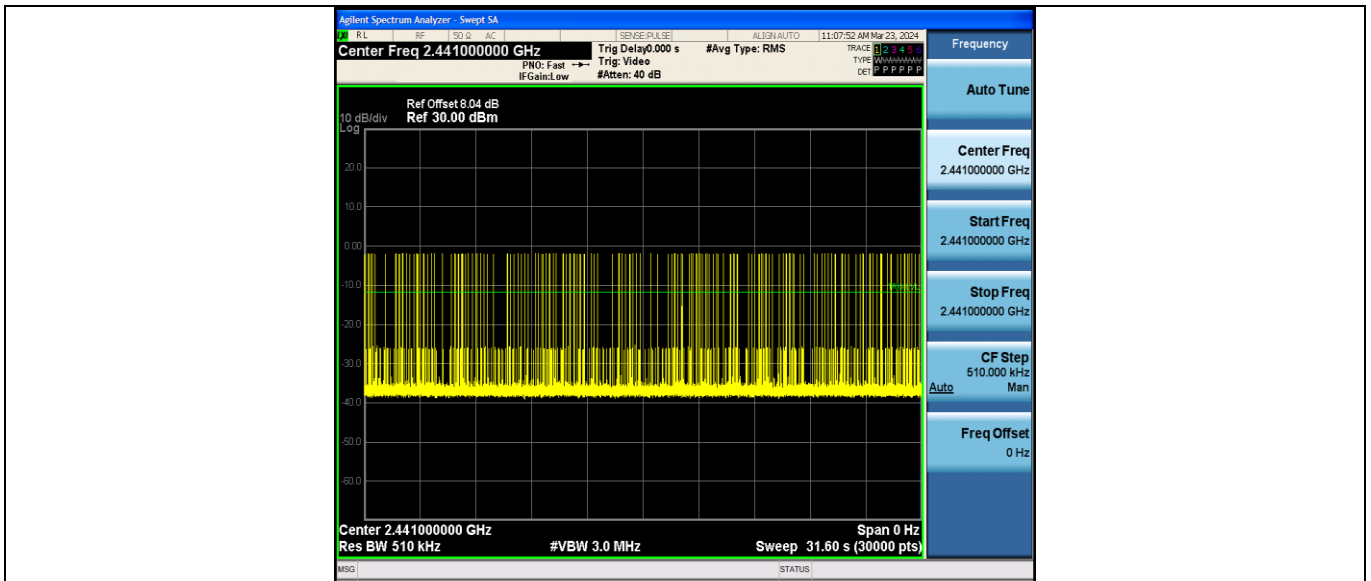 Agilent Spectrum Analyzer - Swept SA
RL RF 50 Ω AC SENSE:PULSE ALIGN AUTO 11:07:52 AM Mar 23, 2024
Center Freq 2.441000000 GHz Trig Delay0.000 s #Avg Type: RMS TRACE 1 2 3 4 5 6
PNO: Fast Trig: Video TYPE
IFGain:Low #Atten: 40 dB DET P P P P P P
Frequency
Auto Tune
Center Freq
2.441000000 GHz
Start Freq
2.441000000 GHz
Stop Freq
2.441000000 GHz
CF Step
510.000 kHz
Auto Man
Freq Offset
0 Hz
Ref Offset 8.04 dB
10 dB/div Ref 30.00 dBm
Log
20.0
10.0
0.00
-10.0
-20.0
-30.0
-40.0
-50.0
-60.0
Center 2.441000000 GHz Span 0 Hz
Res BW 510 kHz #VBW 3.0 MHz Sweep 31.60 s (30000 pts)
MSG STATUS